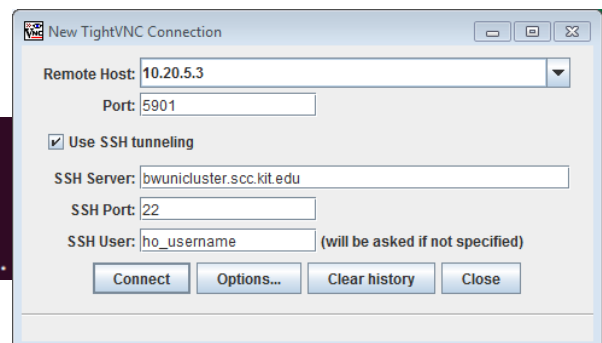 New TightVNC Connection
Remote Host: 10.20.5.3
Port: 5901
Use SSH tunneling
SSH Server: bwunicluster.scc.kit.edu
SSH Port: 22
SSH User: ho_username (will be asked if not specified)
Connect Options... Clear history Close